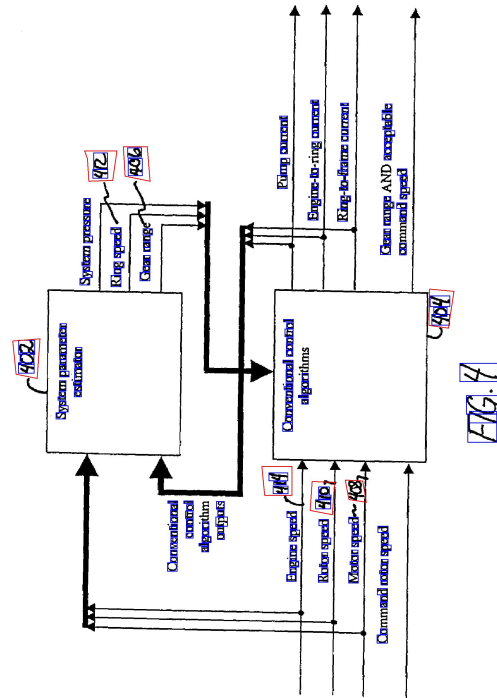 402
System parameter
estimator
System pressure
412
Ring speed
406
Gear range
Conventional
control
algorithm
outputs
Engine speed
414
Rotor speed
410
Motor speed
408
Command rotor speed
Conventional control
algorithms
404
Pump current
Engine-to-ring current
Ring-to-frame current
Gear range AND acceptable
command speed
FIG. 4